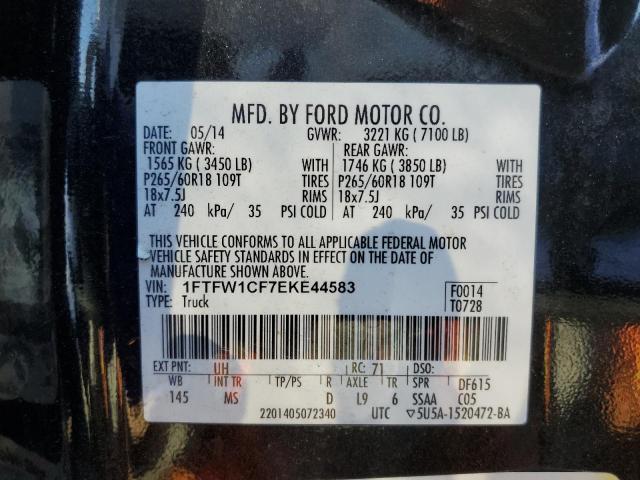 MFD. BY FORD MOTOR CO.
DATE: 05/14 GVWR: 3221 KG ( 7100 LB)
FRONT GAWR: REAR GAWR:
1565 KG ( 3450 LB) WITH 1746 KG ( 3850 LB) WITH
P265/60R18 109T TIRES P265/60R18 109T TIRES
18x7.5J RIMS 18x7.5J RIMS
AT 240 kPa/ 35 PSI COLD AT 240 kPa/ 35 PSI COLD
THIS VEHICLE CONFORMS TO ALL APPLICABLE FEDERAL MOTOR
VEHICLE SAFETY STANDARDS IN EFFECT ON THE DATE OF
MANUFACTURE SHOWN ABOVE.
VIN: 1FTFW1CF7EKE44583 F0014
TYPE: Truck T0728
EXT PNT: UH RC: 71 DSO:
WB INT TR TP/PS R AXLE TR SPR DF615
145 MS D L9 6 SSAA C05
2201405072340 UTC ▽5U5A-1520472-BA